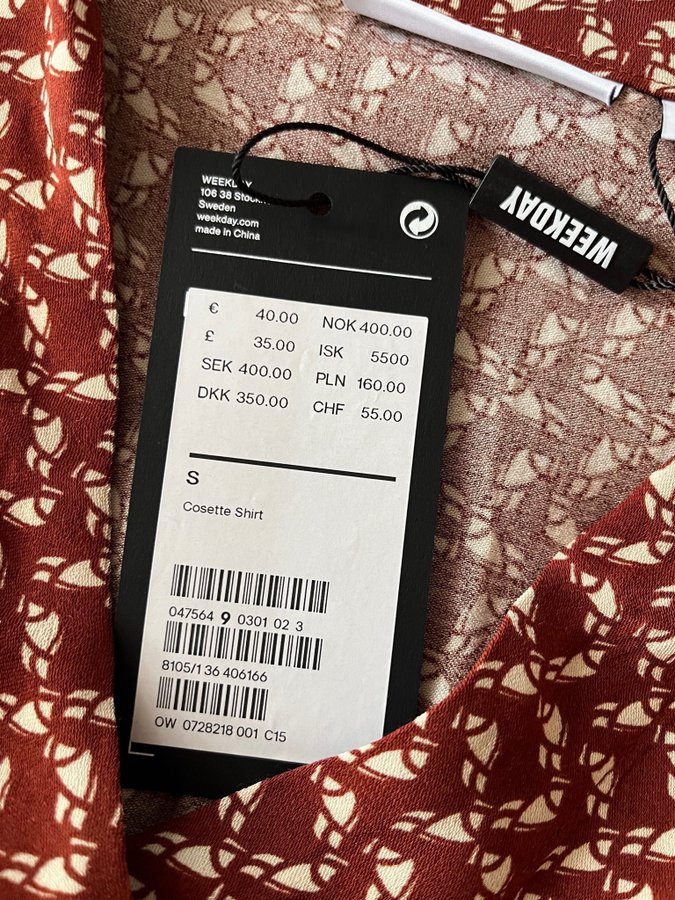 WEEKDAY
106 38
Sweden
weekday.com
made in China
WEEKDAY
€ 40.00 NOK 400.00
£ 35.00 ISK 5500
SEK 400.00 PLN 160.00
DKK 350.00 CHF 55.00
S
Cosette Shirt
047564 9 0301 02 3
8105/1 36 406166
OW 0728218 001 C15